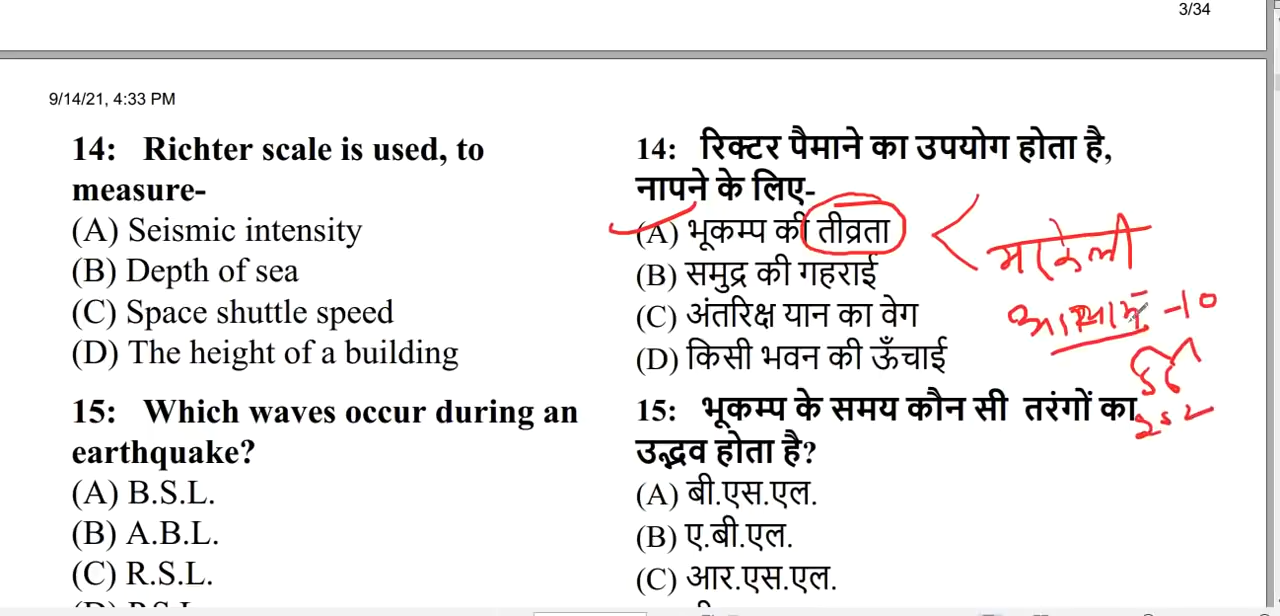 3/34
9/14/21, 4:33 PM
14: Richter scale is used, to
measure-
(A) Seismic intensity
(B) Depth of sea
(C) Space shuttle speed
(D) The height of a building
15: Which waves occur during an
earthquake?
(A) B.S.L.
(B) A.B.L.
(C) R.S.L.
14: रिक्टर पैमाने का उपयोग होता है,
नापने के लिए-
(A) भूकम्प की तीव्रता
(B) समुद्र की गहराई
(C) अंतरिक्ष यान का वेग
(D) किसी भवन की ऊँचाई
15: भूकम्प के समय कौन सी तरंगों का
उद्भव होता है?
(A) बी.एस.एल.
(B) ए.बी.एल.
(C) आर.एस.एल.
-10